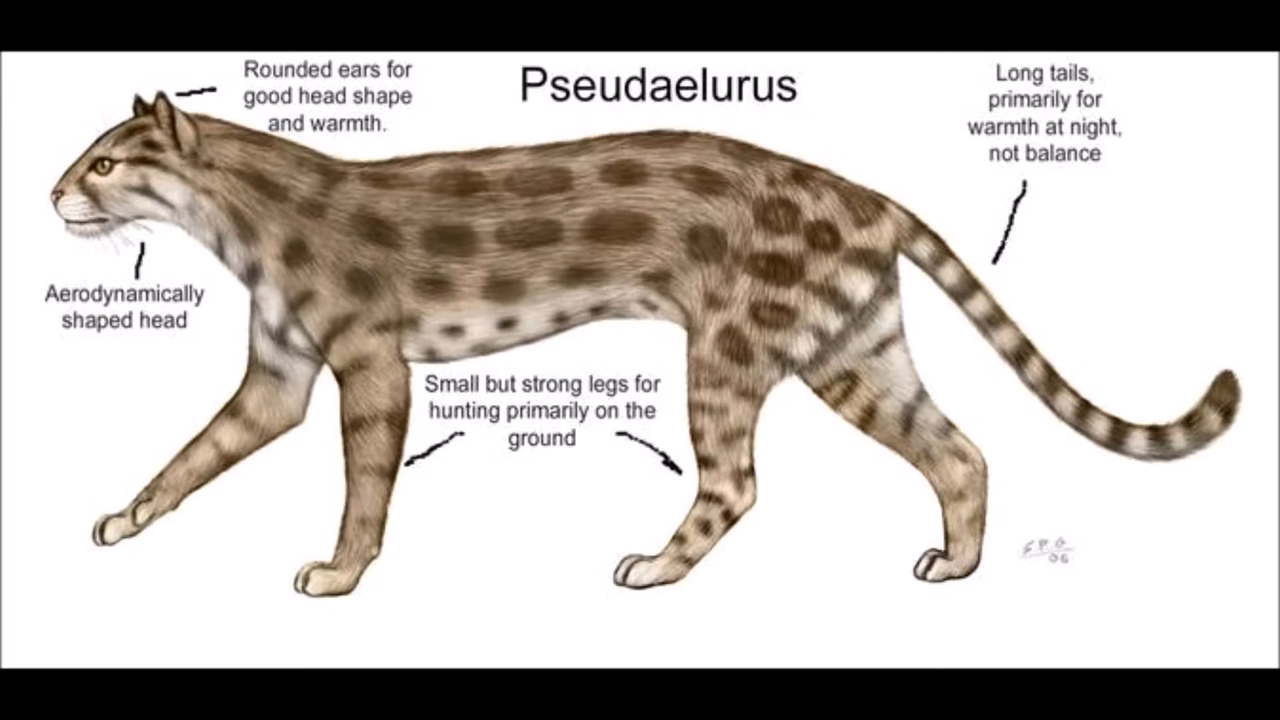 Pseudaelurus
Rounded ears for
good head shape
and warmth.
Long tails,
primarily for
warmth at night,
not balance
Aerodynamically
shaped head
Small but strong legs for
hunting primarily on the
ground
06